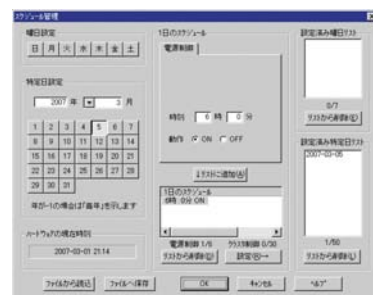 スケジュール管理
曜日設定
日 月 火 水 木 金 土
特定日設定
2007 年 3 月
1 2 3 4 5 6 7
8 9 10 11 12 13 14
15 16 17 18 19 20 21
22 23 24 25 26 27 28
29 30 31
年が-1の場合は「毎年」を示します
ハードウェアの現在時刻
2007-03-01 21:14
1日のスケジュール
電源制御
時刻 6 時 0 分
動作 ON OFF
↓リストに追加(A)
1日のスケジュール
6時 0分 ON
電源制御 1/6 クラスタ制御 0/30
リストから削除(D) 設定(R)→
設定済み曜日リスト
0/7
リストから削除(E)
設定済み特定日リスト
2007-03-05
1/50
リストから削除(L)
ファイルから読込 ファイルへ保存 OK キャンセル ヘルプ